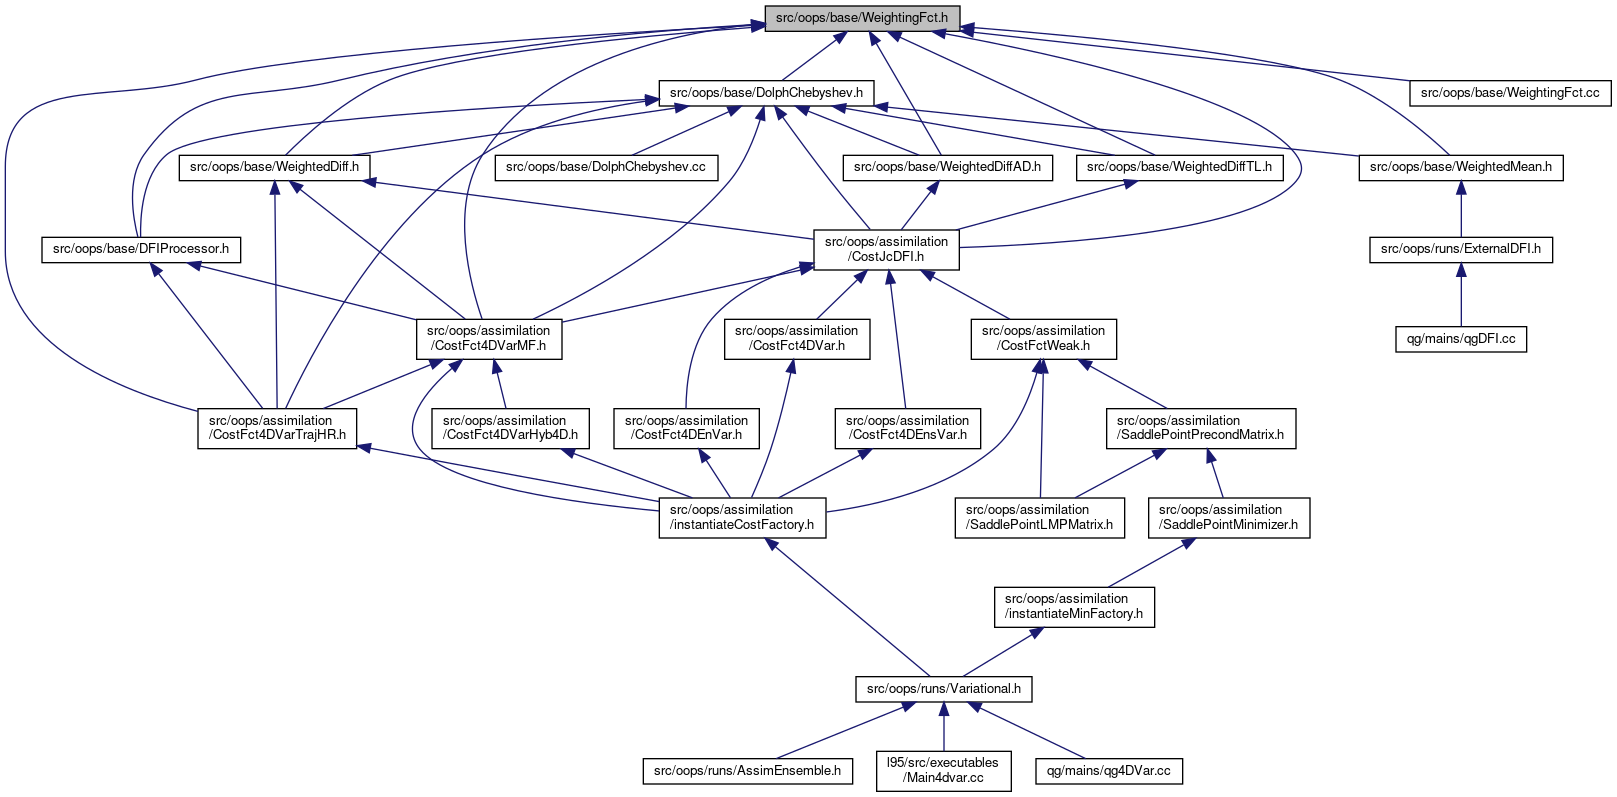 src/oops/base/WeightingFct.h
src/oops/base/DolphChebyshev.h
src/oops/base/WeightingFct.cc
src/oops/base/WeightedDiff.h
src/oops/base/DolphChebyshev.cc
src/oops/base/WeightedDiffAD.h
src/oops/base/WeightedDiffTL.h
src/oops/base/WeightedMean.h
src/oops/base/DFIProcessor.h
src/oops/assimilation
/CostJcDFI.h
src/oops/runs/ExternalDFI.h
src/oops/assimilation
/CostFct4DVarMF.h
src/oops/assimilation
/CostFct4DVar.h
src/oops/assimilation
/CostFctWeak.h
qg/mains/qgDFI.cc
src/oops/assimilation
/CostFct4DVarTrajHR.h
src/oops/assimilation
/CostFct4DVarHyb4D.h
src/oops/assimilation
/CostFct4DEnVar.h
src/oops/assimilation
/CostFct4DEnsVar.h
src/oops/assimilation
/SaddlePointPrecondMatrix.h
src/oops/assimilation
/instantiateCostFactory.h
src/oops/assimilation
/SaddlePointLMPMatrix.h
src/oops/assimilation
/SaddlePointMinimizer.h
src/oops/assimilation
/instantiateMinFactory.h
src/oops/runs/Variational.h
src/oops/runs/AssimEnsemble.h
l95/src/executables
/Main4dvar.cc
qg/mains/qg4DVar.cc